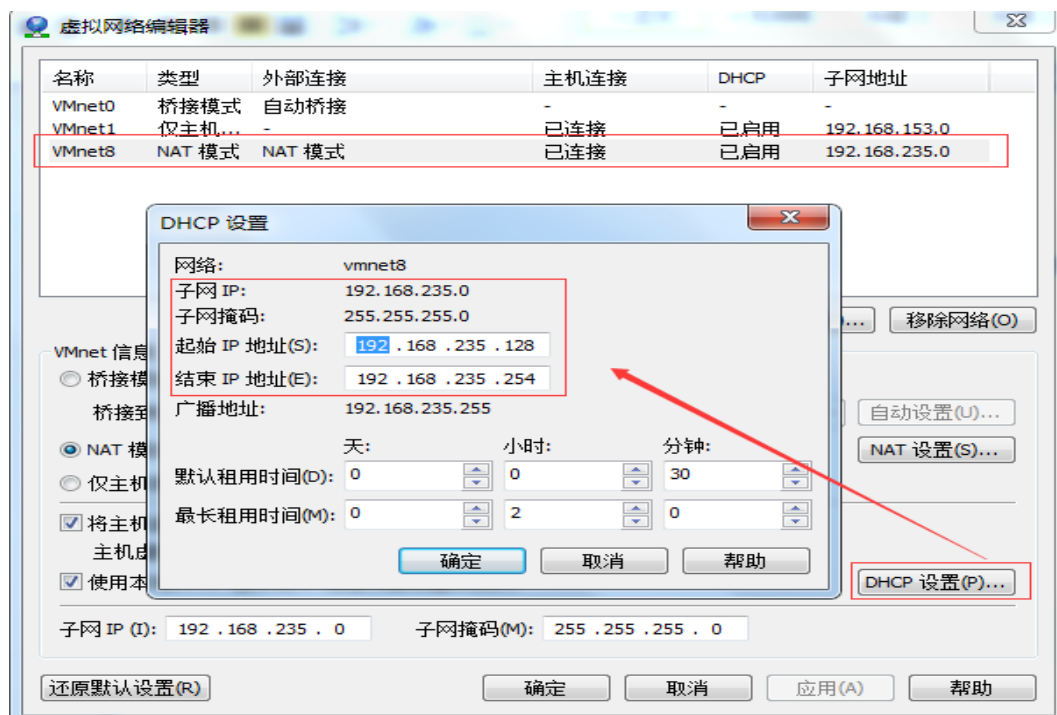 虚拟网络编辑器
名称 类型 外部连接 主机连接 DHCP 子网地址
VMnet0 桥接模式 自动桥接 - - -
VMnet1 仅主机... - 已连接 已启用 192.168.153.0
VMnet8 NAT 模式 NAT 模式 已连接 已启用 192.168.235.0
DHCP 设置
网络: vmnet8
子网 IP: 192.168.235.0
子网掩码: 255.255.255.0
... 移除网络(O)
起始 IP 地址(S): 192 . 168 . 235 . 128
VMnet 信息
桥接模
结束 IP 地址(E): 192 . 168 . 235 . 254
桥接到
广播地址: 192.168.235.255
自动设置(U)...
天: 小时: 分钟:
NAT 模
NAT 设置(S)...
默认租用时间(D): 0 0 30
仅主机
最长租用时间(M): 0 2 0
将主机
主机虚
确定 取消 帮助
使用本
DHCP 设置(P)...
子网 IP (I): 192 . 168 . 235 . 0 子网掩码(M): 255 . 255 . 255 . 0
还原默认设置(R) 确定 取消 应用(A) 帮助